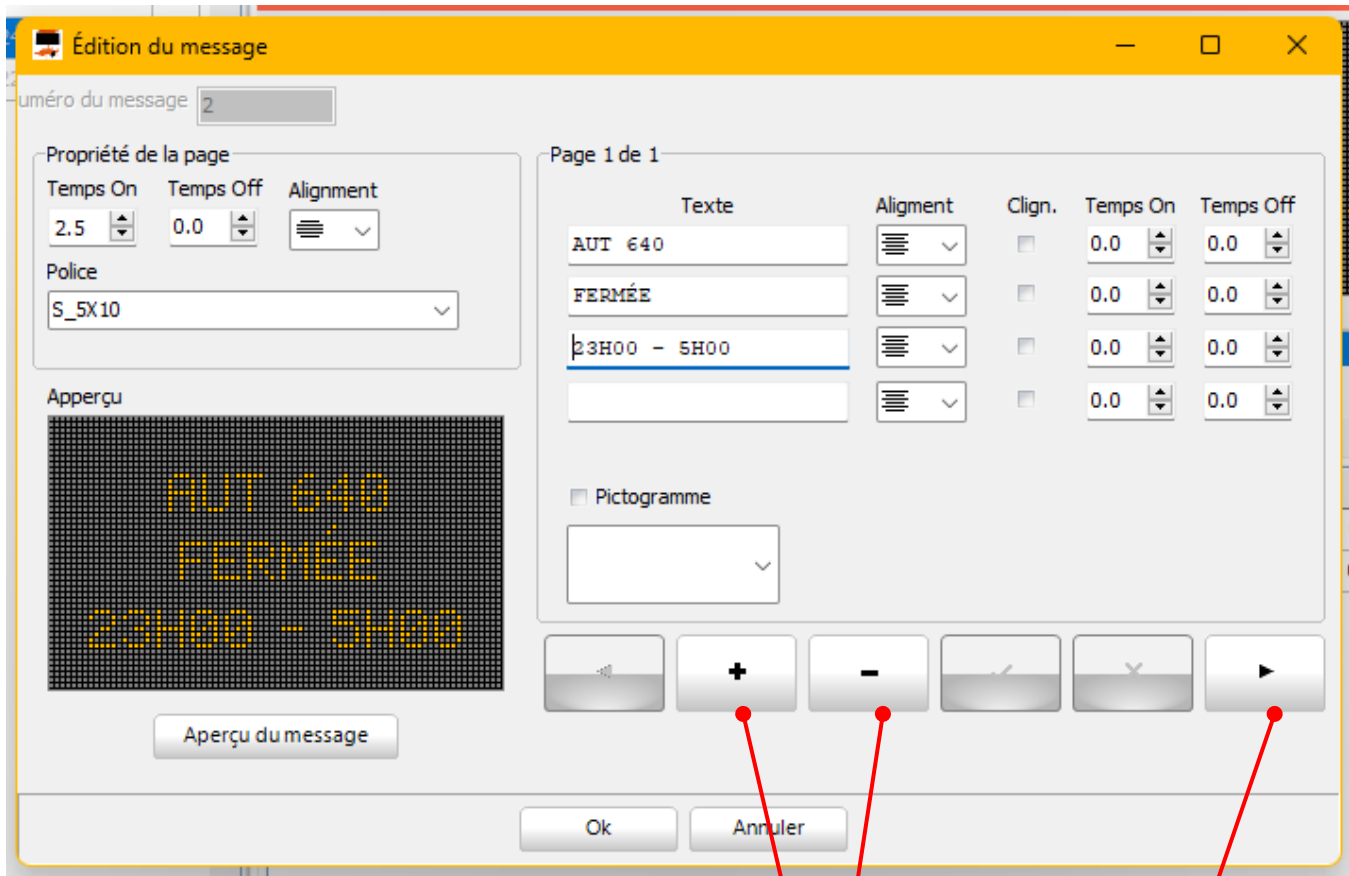 Édition du message
uméro du message 2
Propriété de la page
Temps On Temps Off Alignment
2.5 0.0
Police
S_5X10
Apperçu
AUT 640
FERMÉE
23H00 - 5H00
Aperçu du message
Page 1 de 1
Texte Aligment Clign. Temps On Temps Off
AUT 640 0.0 0.0
FERMÉE 0.0 0.0
23H00 - 5H00 0.0 0.0
0.0 0.0
Pictogramme
+ -
Ok Annuler